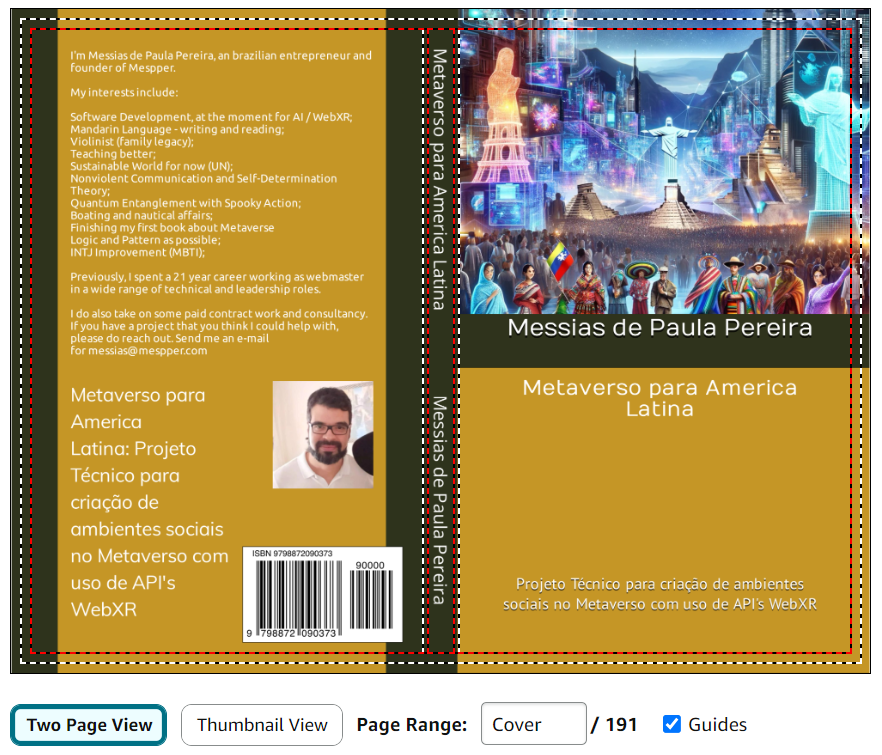 I'm Messias de Paula Pereira, an brazilian entrepreneur and
founder of Mespper.
My interests include:
Software Development, at the moment for AI / WebXR;
Mandarin Language - writing and reading;
Violinist (family legacy);
Teaching better;
Sustainable World for now (UN);
Nonviolent Communication and Self-Determination
Theory;
Quantum Entanglement with Spooky Action;
Boating and nautical affairs;
Finishing my first book about Metaverse
Logic and Pattern as possible;
INTJ Improvement (MBTI);
Previously, I spent a 21 year career working as webmaster
in a wide range of technical and leadership roles.
I do also take on some paid contract work and consultancy.
If you have a project that you think I could help with,
please do reach out. Send me an e-mail
for messias@mespper.com
Metaverso para
America
Latina: Projeto
Técnico para
criação de
ambientes sociais
no Metaverso com
uso de API's
WebXR
ISBN 9798872090373
90000
9 798872 090373
Metaverso para America Latina
Messias de Paula Pereira
Messias de Paula Pereira
Metaverso para America
Latina
Projeto Técnico para criação de ambientes
sociais no Metaverso com uso de API's WebXR
Two Page View
Thumbnail View
Page Range:
Cover
/ 191
Guides